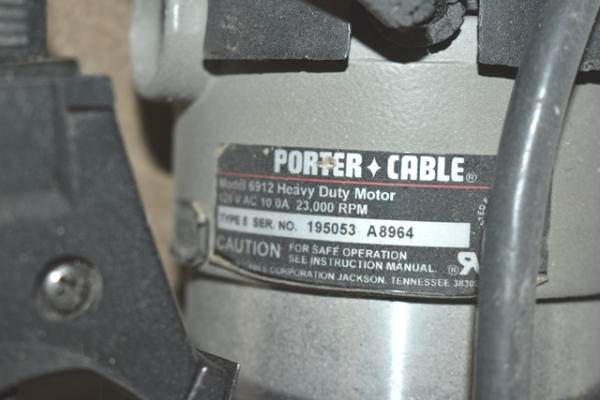 PORTER✦CABLE®
Model 6912 Heavy Duty Motor
120 V AC 10.0A 23,000 RPM
TYPE 5 SER. NO. 195053 A8964
CAUTION FOR SAFE OPERATION
SEE INSTRUCTION MANUAL. ®
CORPORATION JACKSON, TENNESSEE